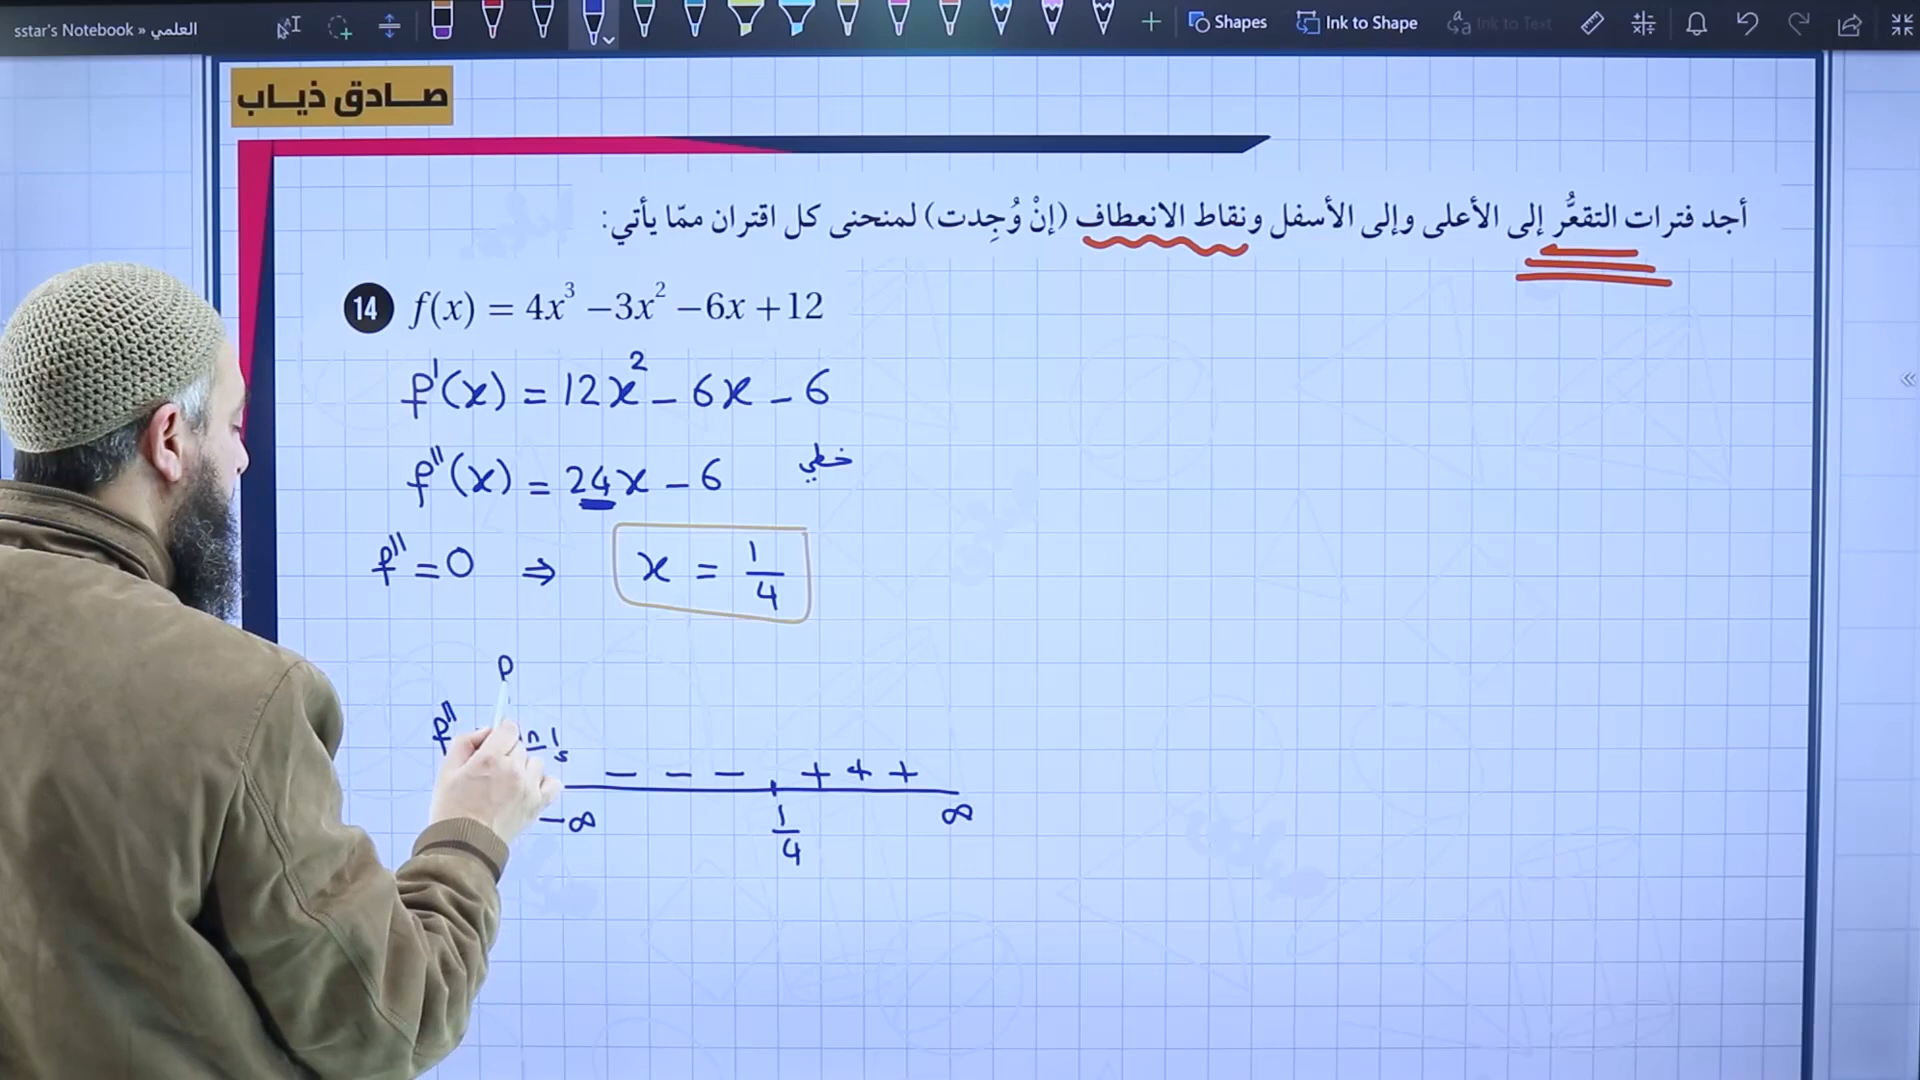 sstar's Notebook » العلمي
Shapes
Ink to Shape
Ink to Text
صادق ذياب
أجد فترات التقعُّر إلى الأعلى وإلى الأسفل ونقاط الانعطاف (إنْ وُجِدت) لمنحنى كل اقتران ممّا يأتي:
14 f(x) = 4x³ −3x² −6x +12
f'(x) = 12x² − 6x − 6
f''(x) = 24x − 6 خطي
f'' = 0 ⇒ x = 1/4
f''
− − − + + +
−∞ 1/4 ∞